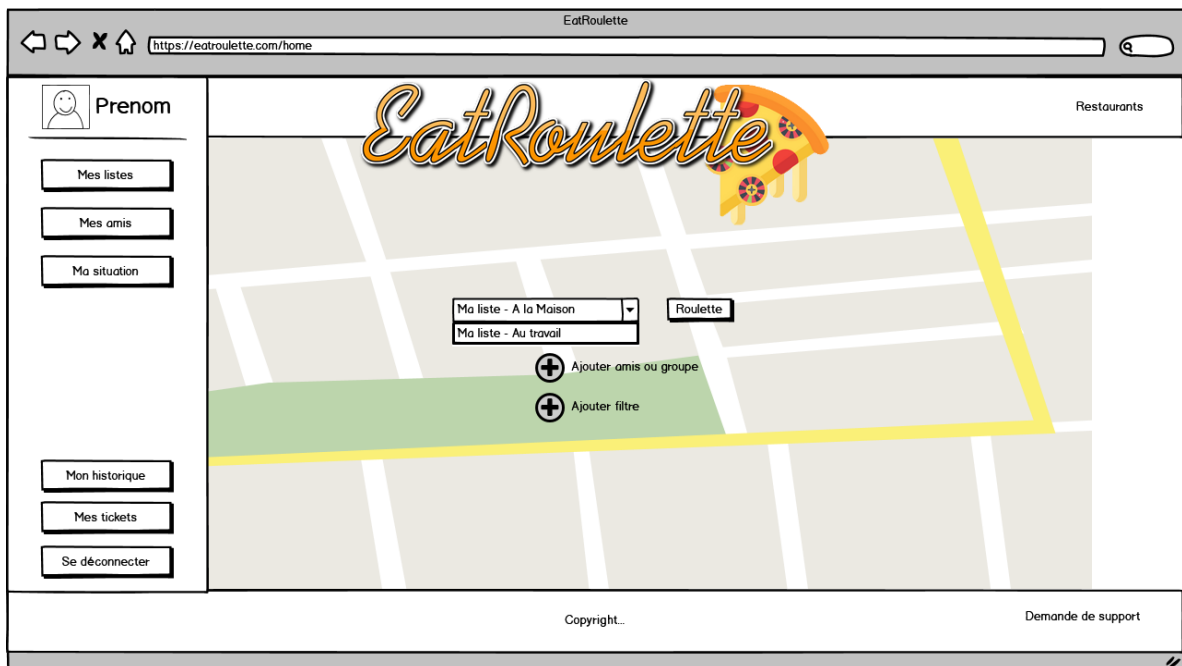 EatRoulette
https://eatroulette.com/home
Prenom
EatRoulette
Restaurants
Mes listes
Mes amis
Ma situation
Ma liste - A la Maison
Roulette
Ma liste - Au travail
Ajouter amis ou groupe
Ajouter filtre
Mon historique
Mes tickets
Se déconnecter
Copyright...
Demande de support